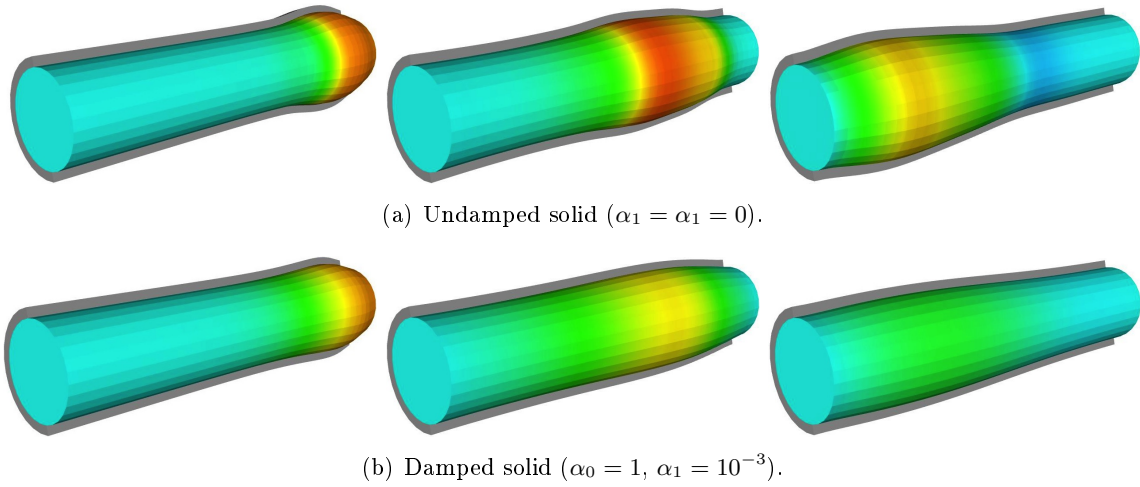 (a) Undamped solid (α₁ = α₁ = 0).
(b) Damped solid (α₀ = 1, α₁ = 10⁻³).